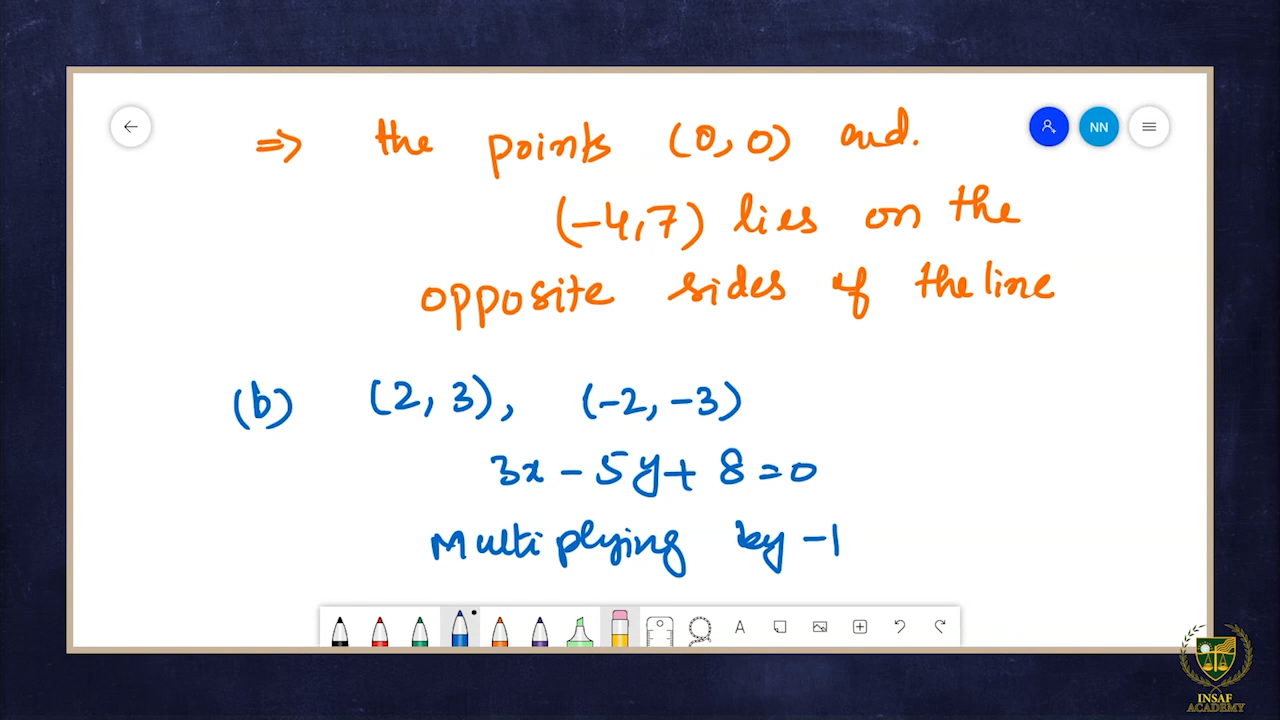 => the points (0,0) and.
NN
(-4,7) lies on the
opposite sides of the line
(b) (2, 3), (-2, -3)
3x - 5y + 8 = 0
Multiplying by -1
A
INSAF
ACADEMY